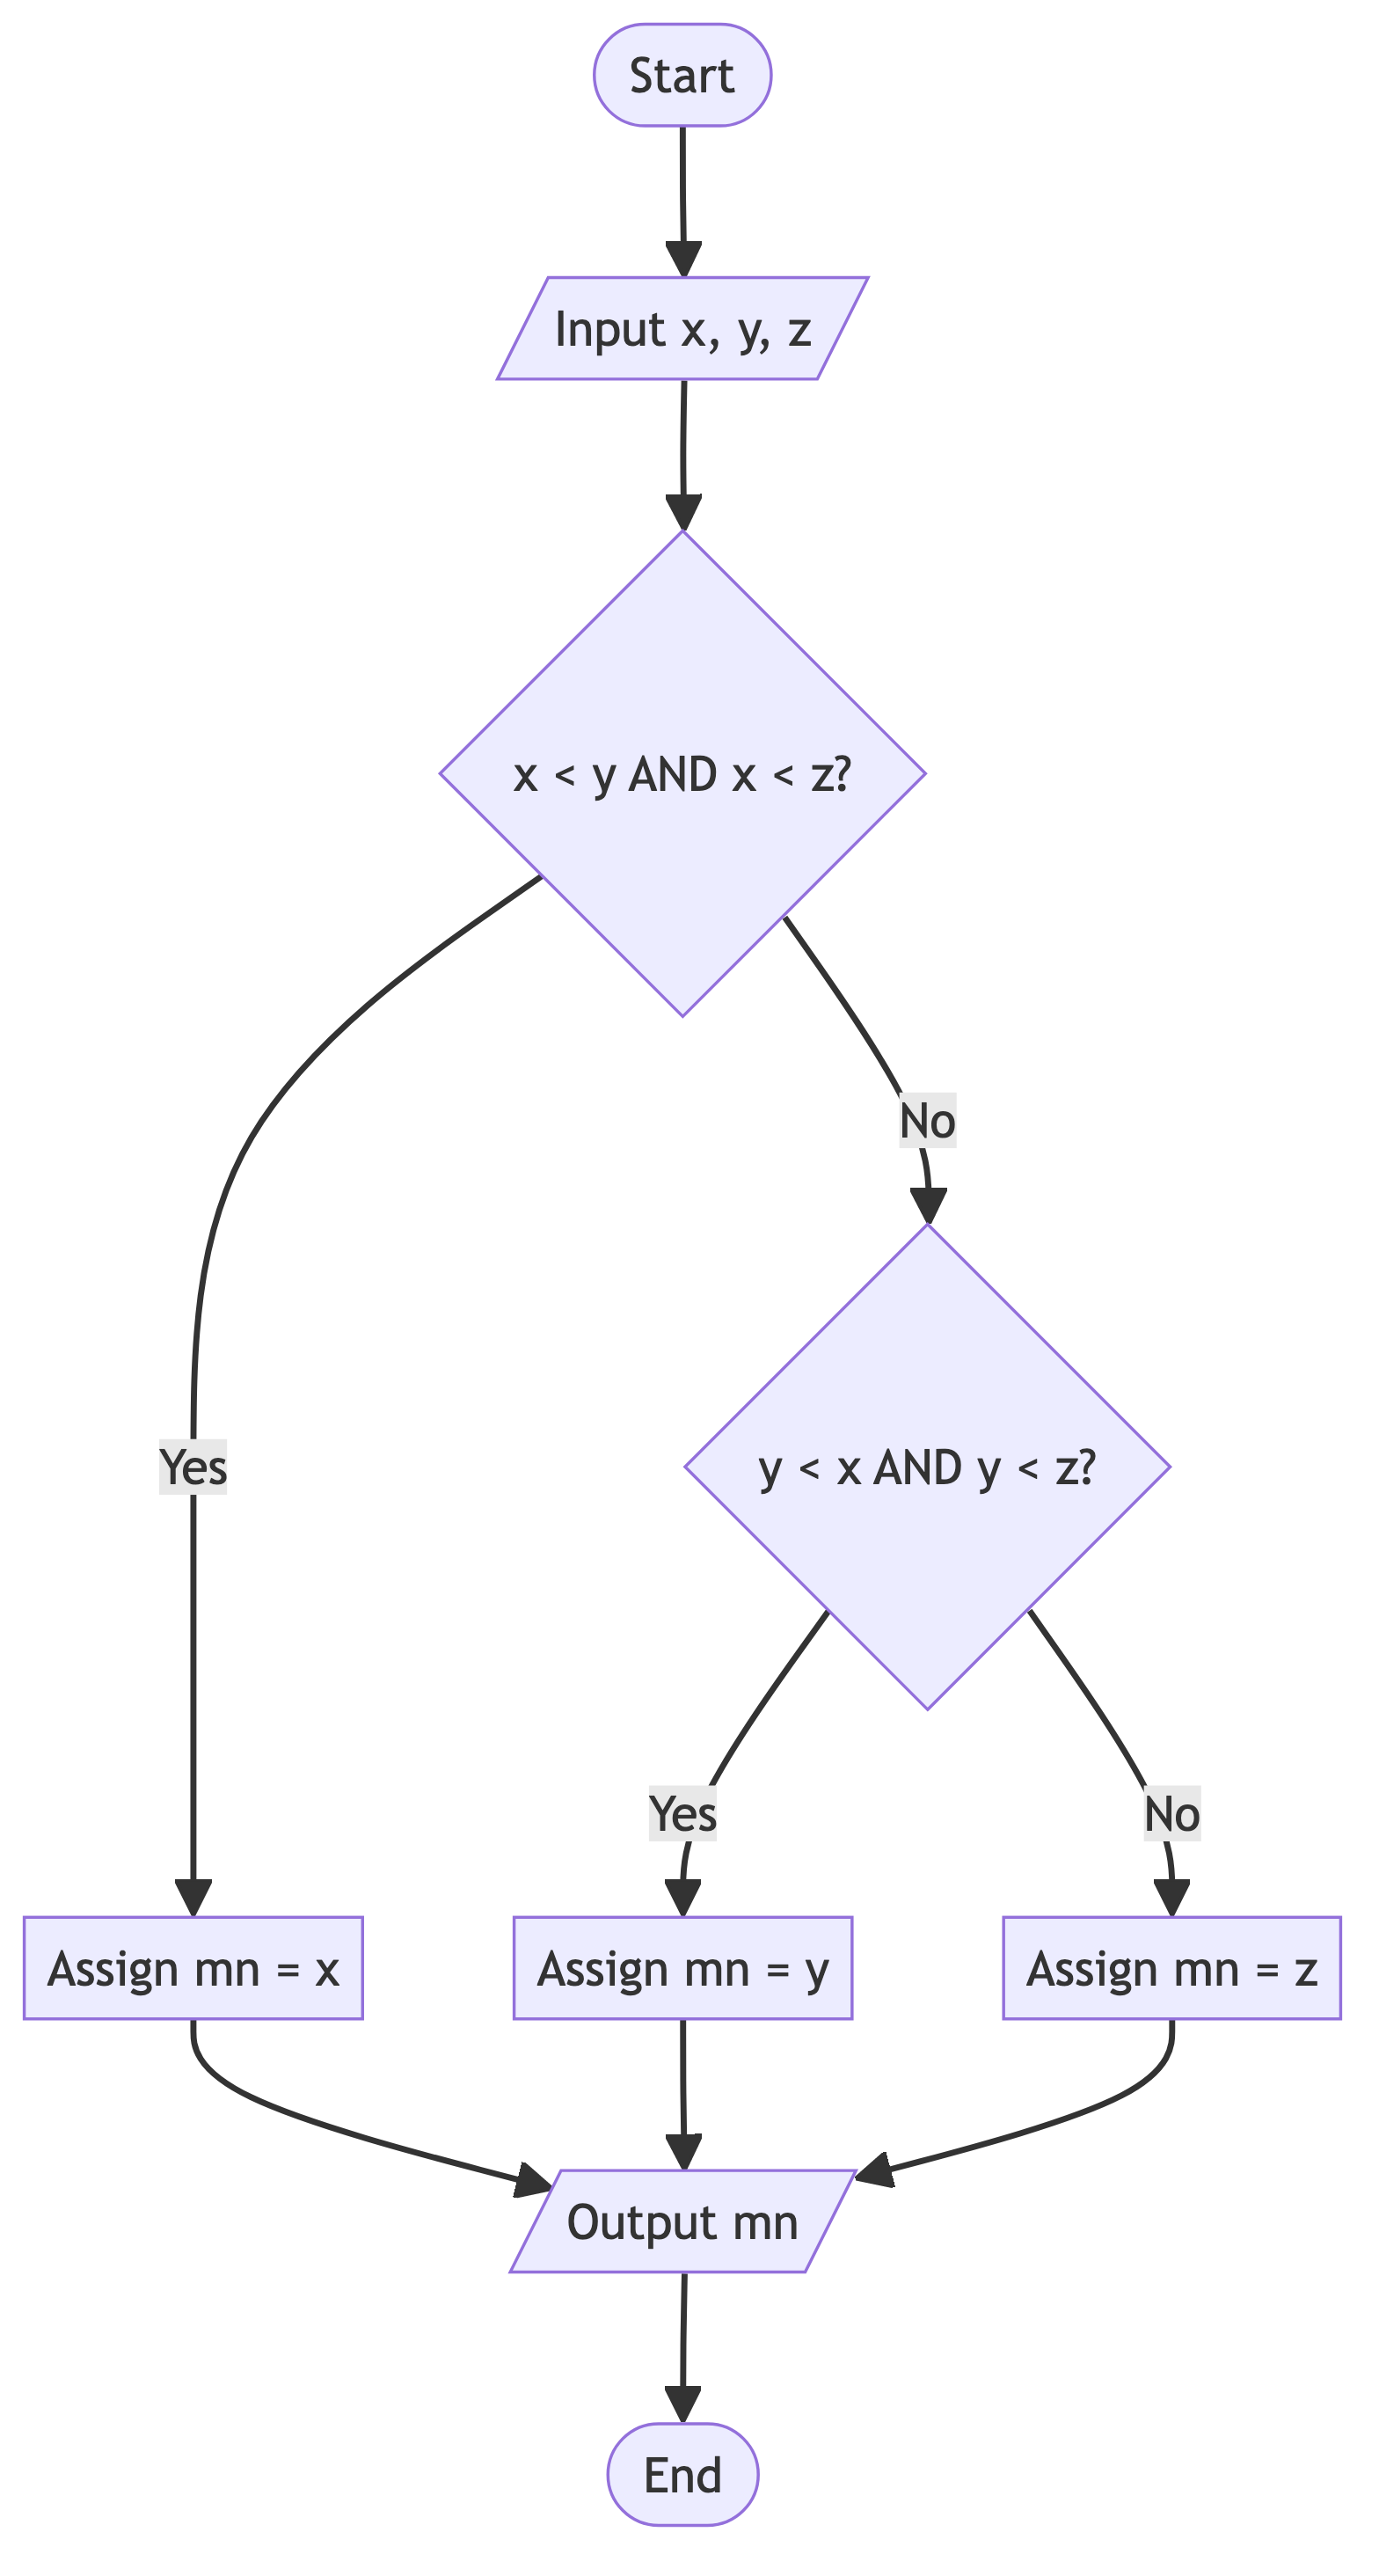 Start
Input x, y, z
x < y AND x < z?
No
Yes
y < x AND y < z?
Yes
No
Assign mn = x
Assign mn = y
Assign mn = z
Output mn
End